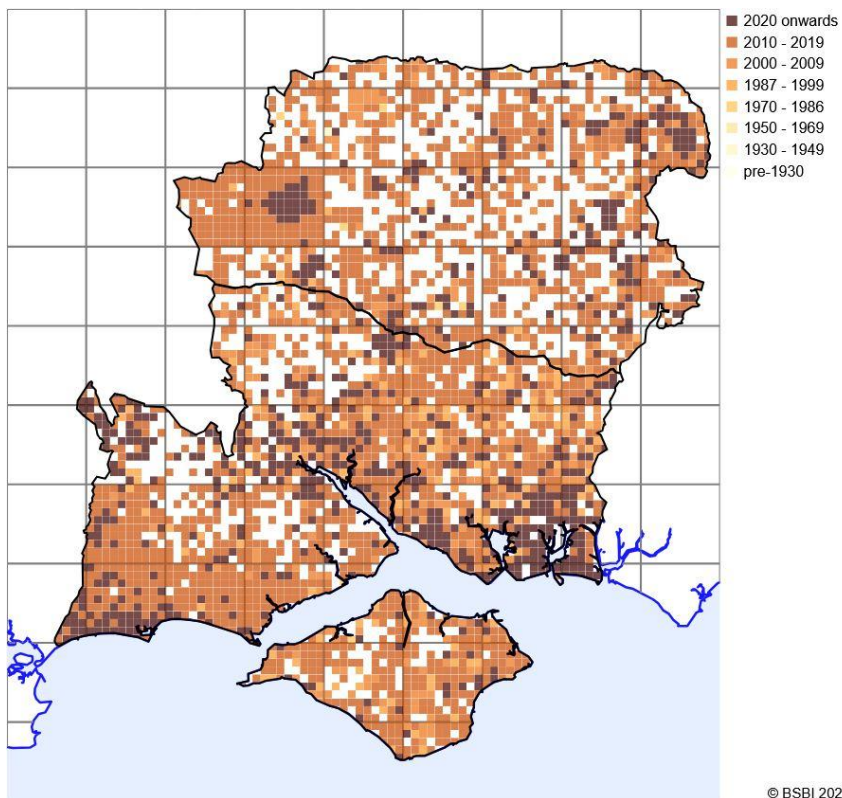 2020 onwards
2010 - 2019
2000 - 2009
1987 - 1999
1970 - 1986
1950 - 1969
1930 - 1949
pre-1930
© BSBI 202